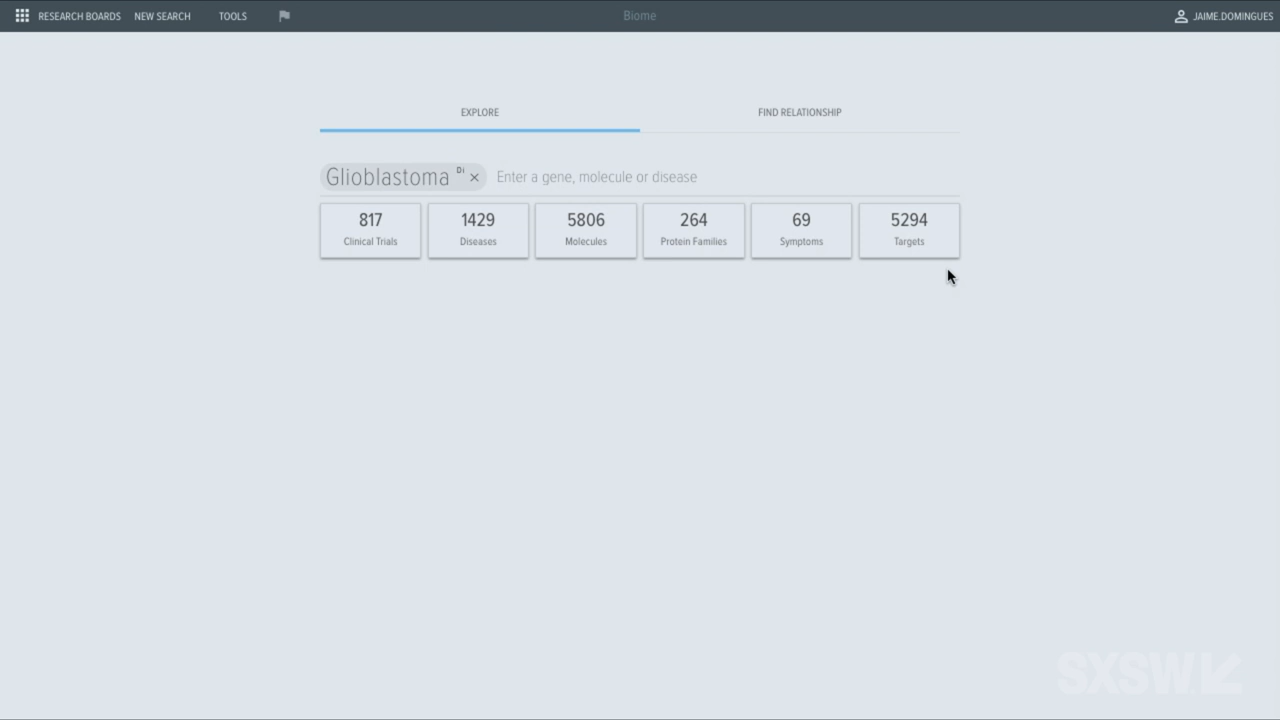 RESEARCH BOARDS NEW SEARCH TOOLS Biome JAIME.DOMINGUES
EXPLORE FIND RELATIONSHIP
Glioblastoma Di × Enter a gene, molecule or disease
817 1429 5806 264 69 5294
Clinical Trials Diseases Molecules Protein Families Symptoms Targets
SXSW